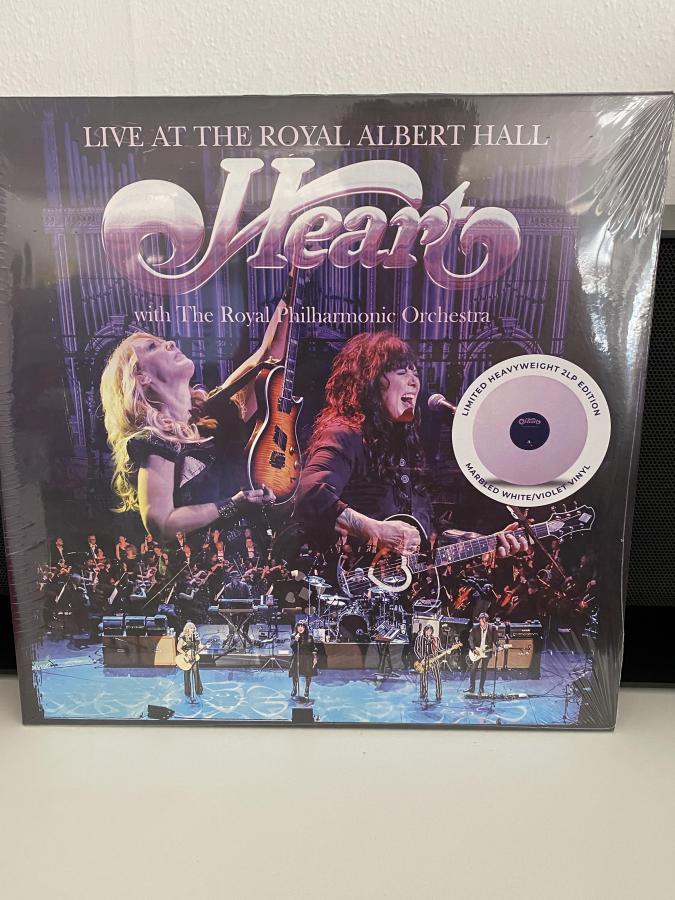 LIVE AT THE ROYAL ALBERT HALL
Heart
with The Royal Philharmonic Orchestra
LIMITED HEAVYWEIGHT 2LP EDITION
MARBLED WHITE/VIOLET VINYL